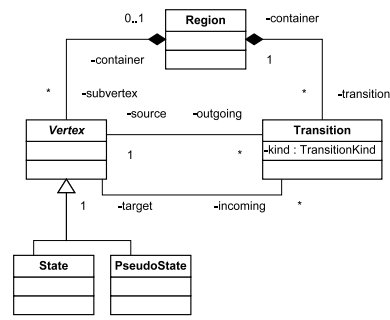 0..1
Region
-container
-container
1
*
-subvertex
*
-transition
Vertex
-source
-outgoing
Transition
-kind : TransitionKind
1
*
1
-target
-incoming
*
State
PseudoState